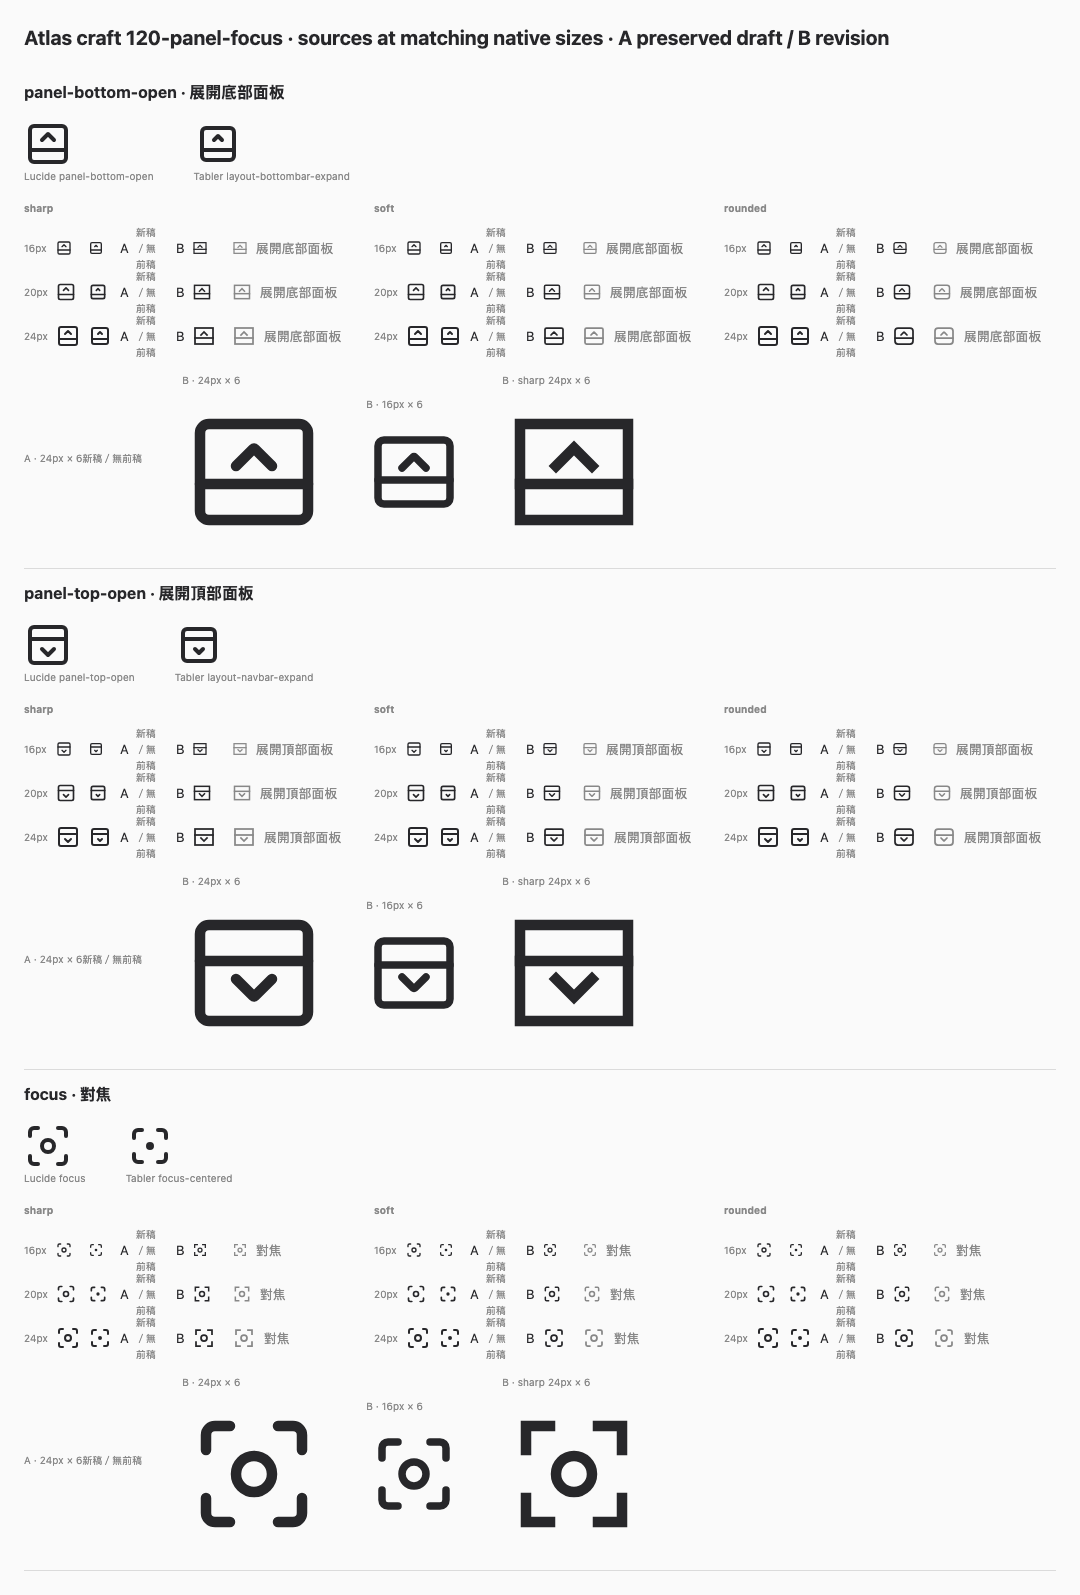 Atlas craft 120-panel-focus · sources at matching native sizes · A preserved draft / B revision
panel-bottom-open · 展開底部面板
Lucide panel-bottom-open
Tabler layout-bottombar-expand
sharp
soft
rounded
16px A 新稿 / 無前稿 B 展開底部面板
16px A 新稿 / 無前稿 B 展開底部面板
16px A 新稿 / 無前稿 B 展開底部面板
20px A 新稿 / 無前稿 B 展開底部面板
20px A 新稿 / 無前稿 B 展開底部面板
20px A 新稿 / 無前稿 B 展開底部面板
24px A 新稿 / 無前稿 B 展開底部面板
24px A 新稿 / 無前稿 B 展開底部面板
24px A 新稿 / 無前稿 B 展開底部面板
B · 24px × 6
B · sharp 24px × 6
B · 16px × 6
A · 24px × 6新稿 / 無前稿
panel-top-open · 展開頂部面板
Lucide panel-top-open
Tabler layout-navbar-expand
sharp
soft
rounded
16px A 新稿 / 無前稿 B 展開頂部面板
16px A 新稿 / 無前稿 B 展開頂部面板
16px A 新稿 / 無前稿 B 展開頂部面板
20px A 新稿 / 無前稿 B 展開頂部面板
20px A 新稿 / 無前稿 B 展開頂部面板
20px A 新稿 / 無前稿 B 展開頂部面板
24px A 新稿 / 無前稿 B 展開頂部面板
24px A 新稿 / 無前稿 B 展開頂部面板
24px A 新稿 / 無前稿 B 展開頂部面板
B · 24px × 6
B · sharp 24px × 6
B · 16px × 6
A · 24px × 6新稿 / 無前稿
focus · 對焦
Lucide focus
Tabler focus-centered
sharp
soft
rounded
16px A 新稿 / 無前稿 B 對焦
16px A 新稿 / 無前稿 B 對焦
16px A 新稿 / 無前稿 B 對焦
20px A 新稿 / 無前稿 B 對焦
20px A 新稿 / 無前稿 B 對焦
20px A 新稿 / 無前稿 B 對焦
24px A 新稿 / 無前稿 B 對焦
24px A 新稿 / 無前稿 B 對焦
24px A 新稿 / 無前稿 B 對焦
B · 24px × 6
B · sharp 24px × 6
B · 16px × 6
A · 24px × 6新稿 / 無前稿